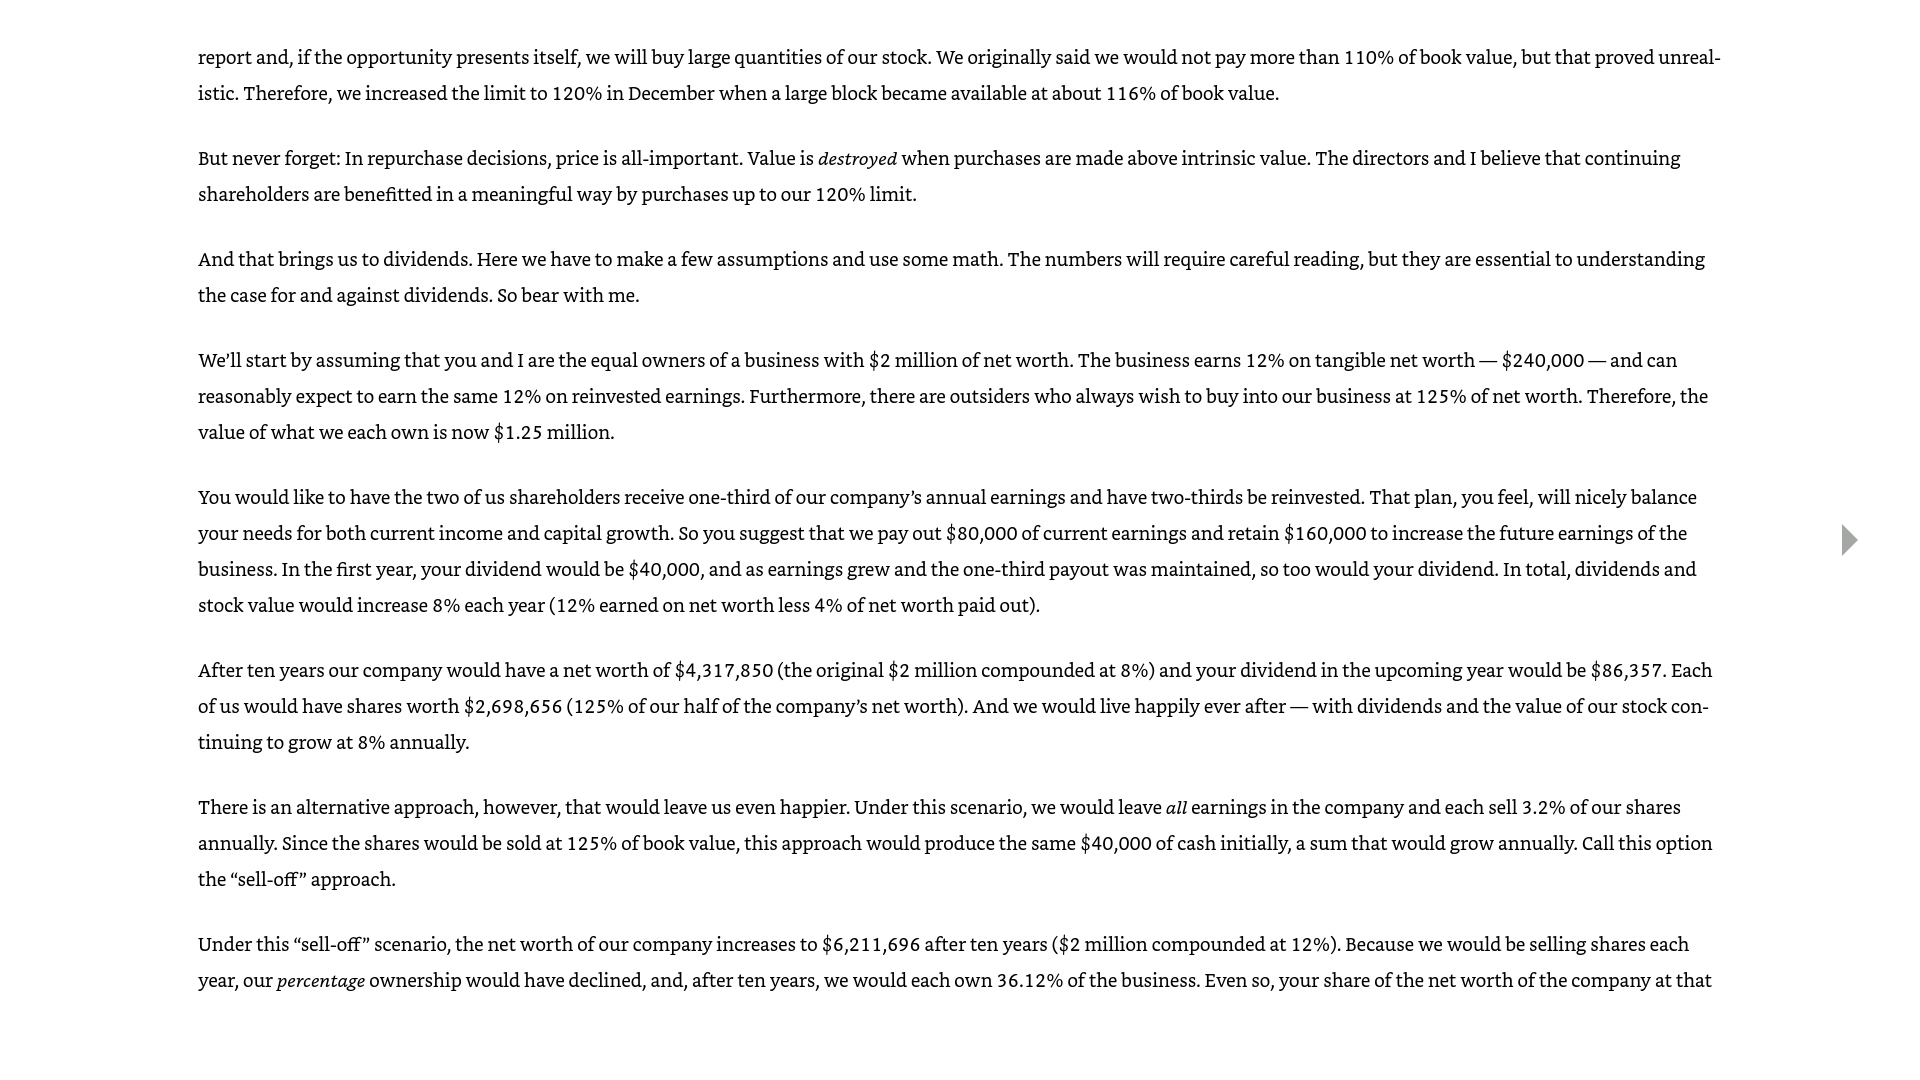 report and, if the opportunity presents itself, we will buy large quantities of our stock. We originally said we would not pay more than 110% of book value, but that proved unreal-
istic. Therefore, we increased the limit to 120% in December when a large block became available at about 116% of book value.
But never forget: In repurchase decisions, price is all-important. Value is destroyed when purchases are made above intrinsic value. The directors and I believe that continuing
shareholders are benefitted in a meaningful way by purchases up to our 120% limit.
And that brings us to dividends. Here we have to make a few assumptions and use some math. The numbers will require careful reading, but they are essential to understanding
the case for and against dividends. So bear with me.
We’ll start by assuming that you and I are the equal owners of a business with $2 million of net worth. The business earns 12% on tangible net worth — $240,000 — and can
reasonably expect to earn the same 12% on reinvested earnings. Furthermore, there are outsiders who always wish to buy into our business at 125% of net worth. Therefore, the
value of what we each own is now $1.25 million.
You would like to have the two of us shareholders receive one-third of our company’s annual earnings and have two-thirds be reinvested. That plan, you feel, will nicely balance
your needs for both current income and capital growth. So you suggest that we pay out $80,000 of current earnings and retain $160,000 to increase the future earnings of the
business. In the first year, your dividend would be $40,000, and as earnings grew and the one-third payout was maintained, so too would your dividend. In total, dividends and
stock value would increase 8% each year (12% earned on net worth less 4% of net worth paid out).
After ten years our company would have a net worth of $4,317,850 (the original $2 million compounded at 8%) and your dividend in the upcoming year would be $86,357. Each
of us would have shares worth $2,698,656 (125% of our half of the company’s net worth). And we would live happily ever after — with dividends and the value of our stock con-
tinuing to grow at 8% annually.
There is an alternative approach, however, that would leave us even happier. Under this scenario, we would leave all earnings in the company and each sell 3.2% of our shares
annually. Since the shares would be sold at 125% of book value, this approach would produce the same $40,000 of cash initially, a sum that would grow annually. Call this option
the “sell-off” approach.
Under this “sell-off” scenario, the net worth of our company increases to $6,211,696 after ten years ($2 million compounded at 12%). Because we would be selling shares each
year, our percentage ownership would have declined, and, after ten years, we would each own 36.12% of the business. Even so, your share of the net worth of the company at that